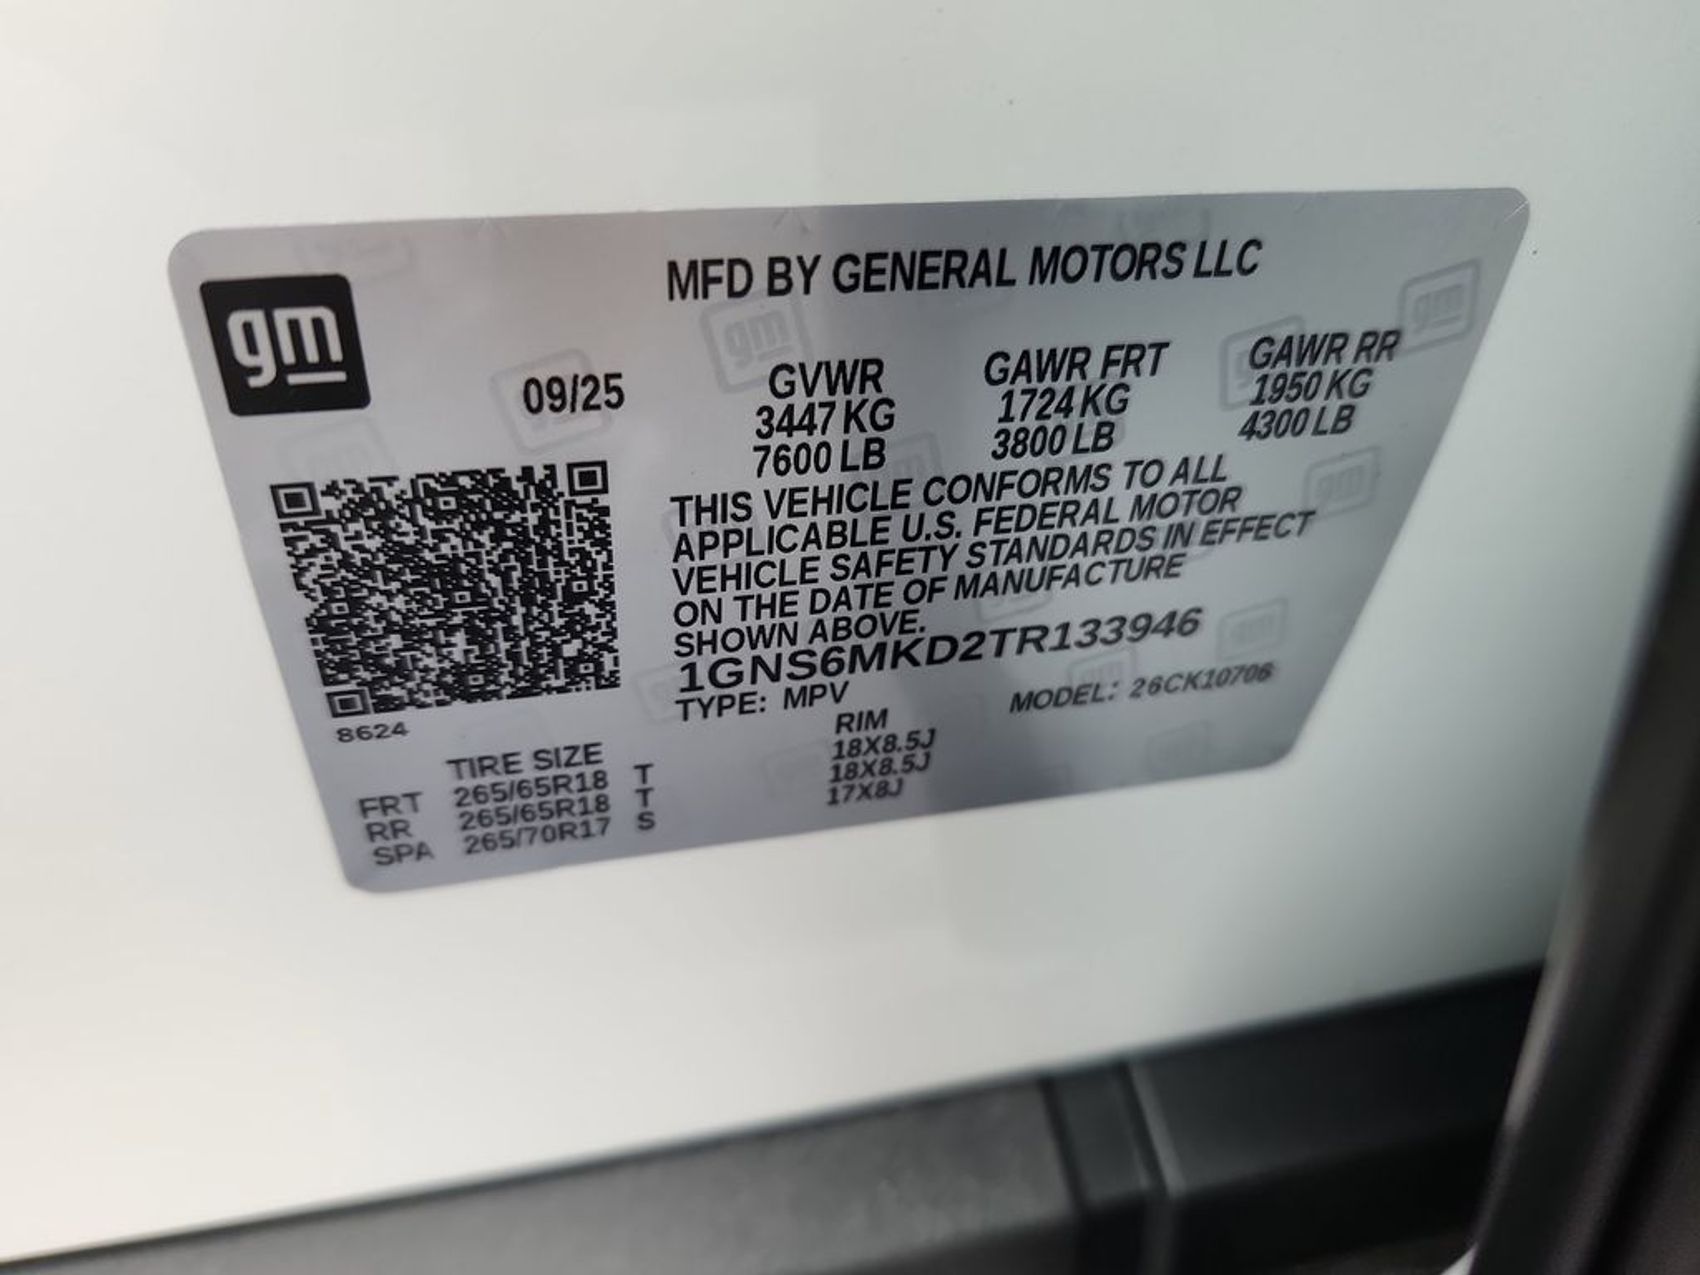 MFD BY GENERAL MOTORS LLC
gm
09/25
GVWR GAWR FRT GAWR RR
3447 KG 1724 KG 1950 KG
7600 LB 3800 LB 4300 LB
THIS VEHICLE CONFORMS TO ALL
APPLICABLE U.S. FEDERAL MOTOR
VEHICLE SAFETY STANDARDS IN EFFECT
ON THE DATE OF MANUFACTURE
SHOWN ABOVE.
1GNS6MKD2TR133946
TYPE: MPV MODEL: 26CK10706
8624
TIRE SIZE RIM
FRT 265/65R18 T 18X8.5J
RR 265/65R18 T 18X8.5J
SPA 265/70R17 S 17X8J